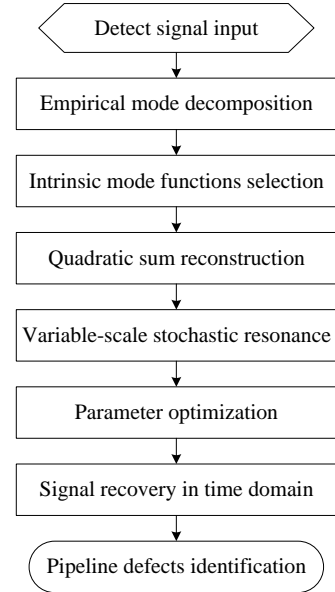 Detect signal input
Empirical mode decomposition
Intrinsic mode functions selection
Quadratic sum reconstruction
Variable-scale stochastic resonance
Parameter optimization
Signal recovery in time domain
Pipeline defects identification